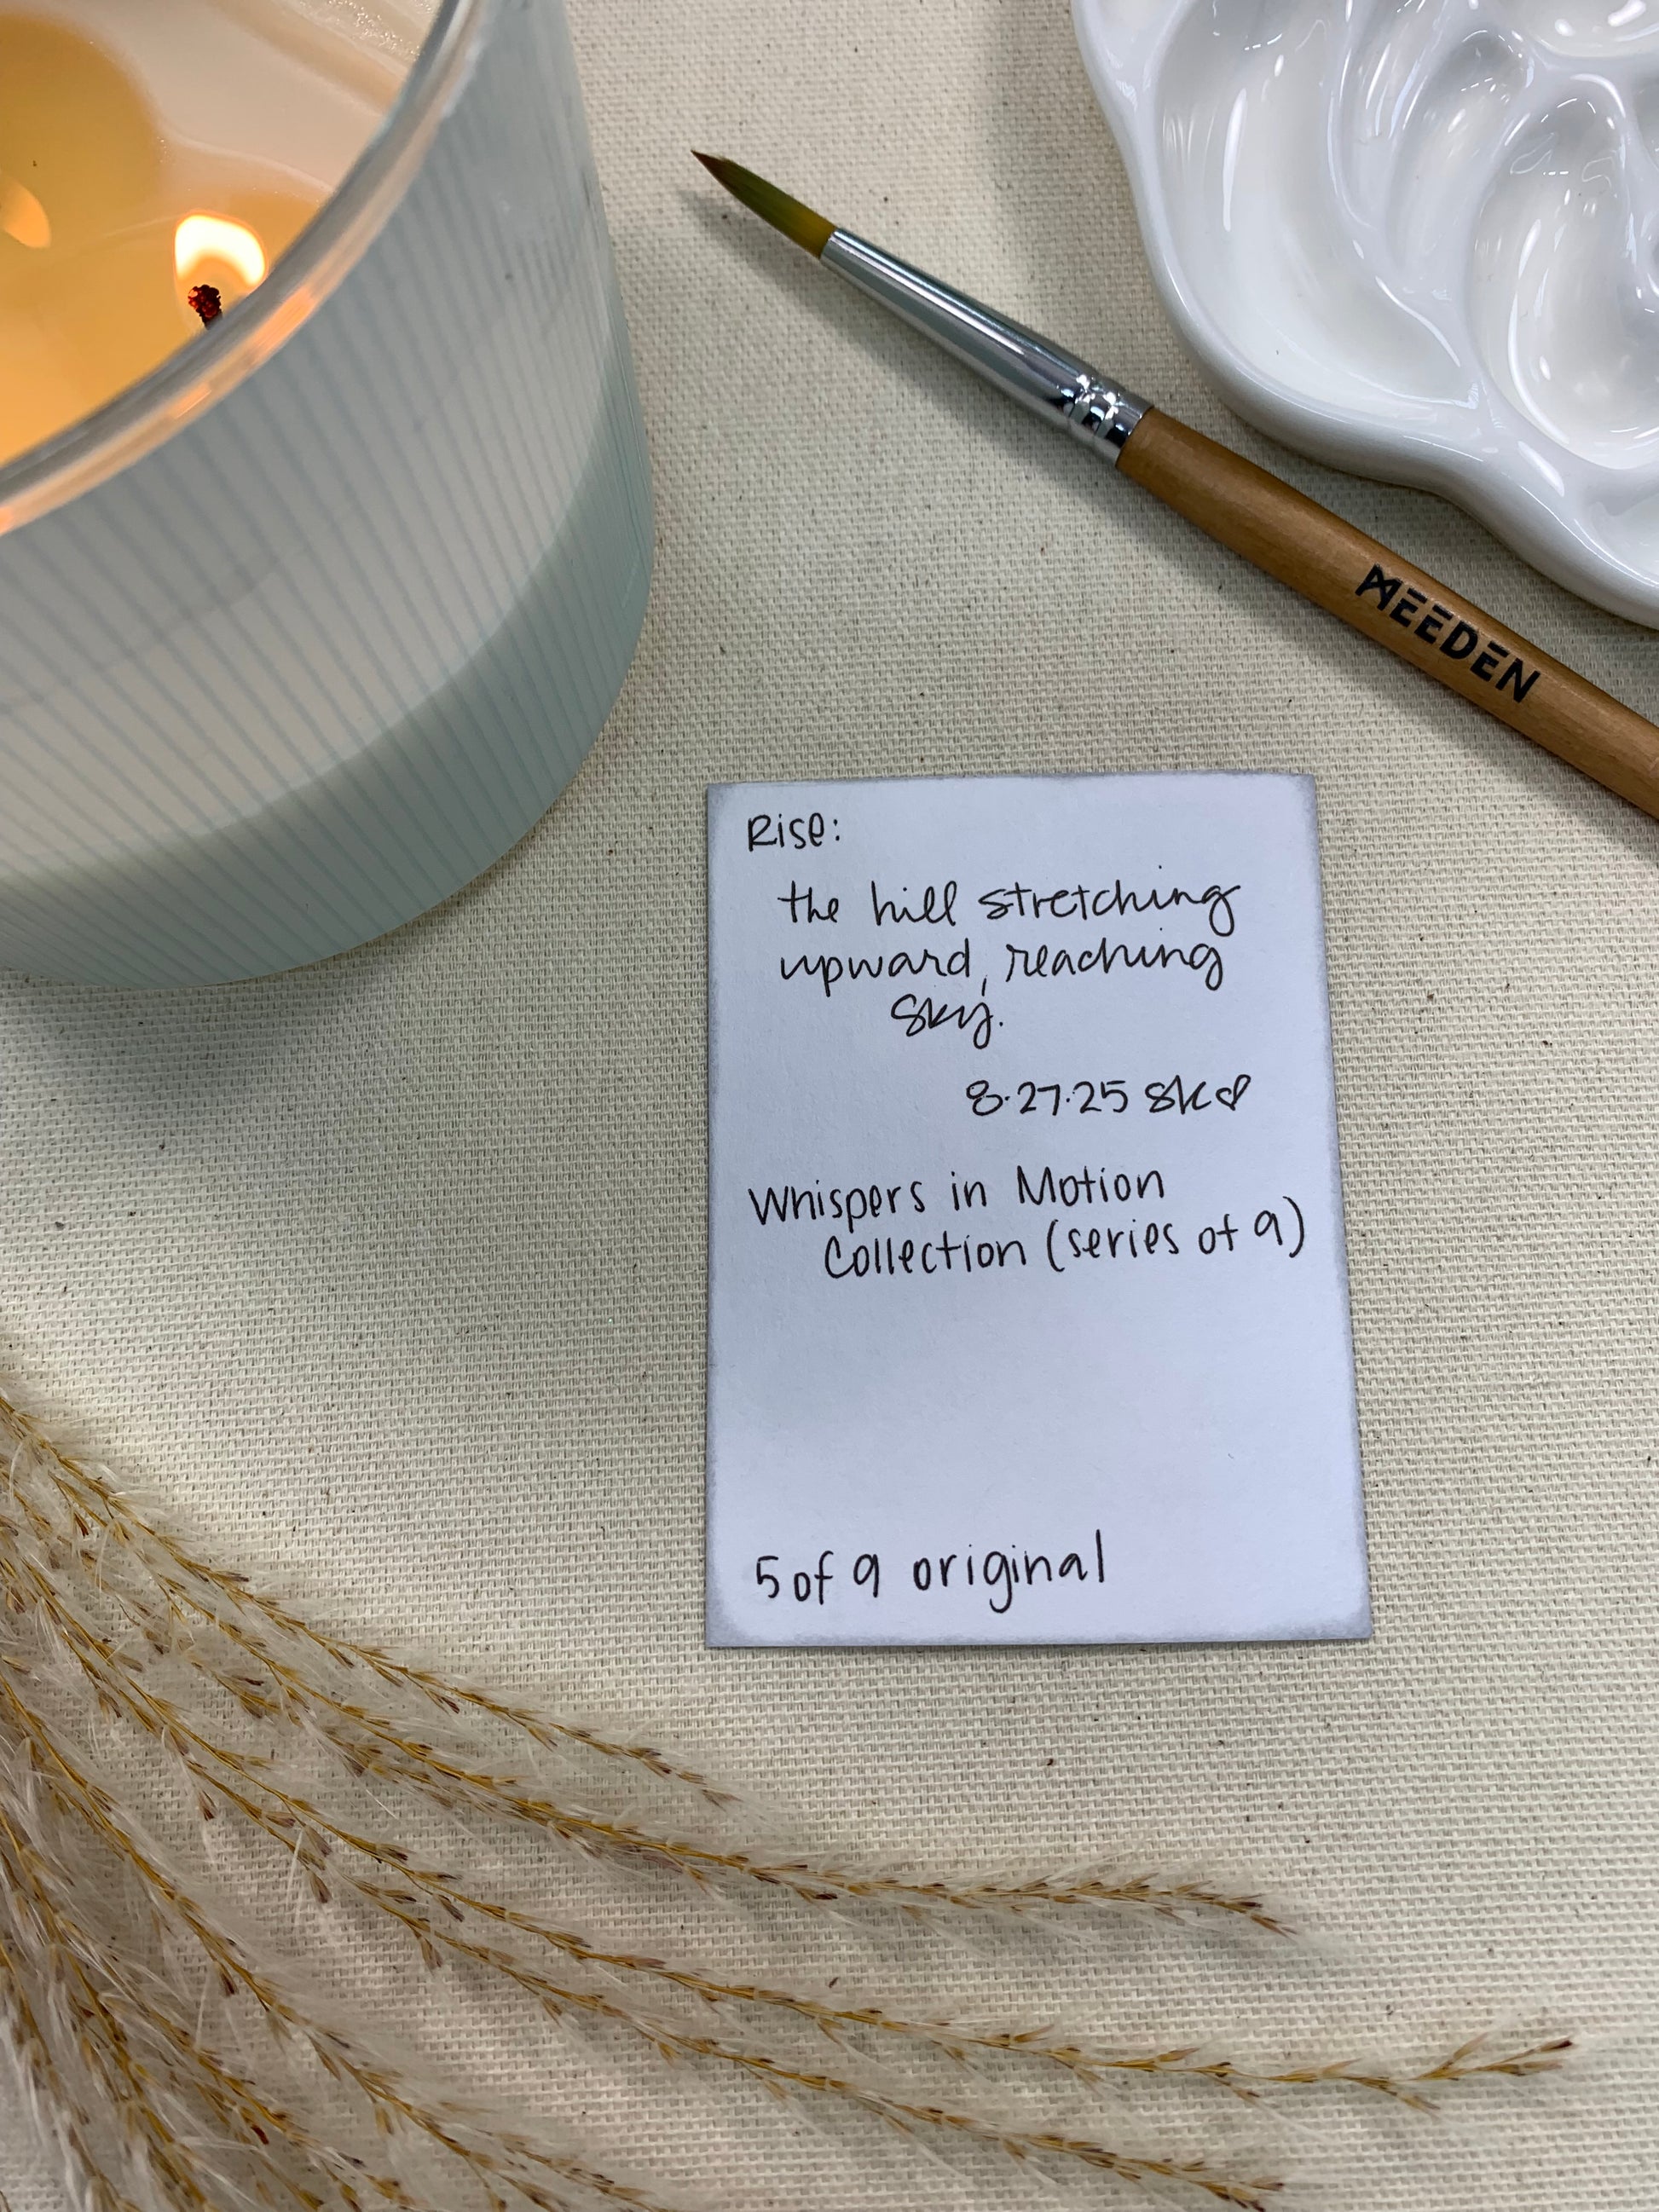 MEEDEN
Rise:
the hill stretching
upward, reaching
sky.
8.27.25 SK♡
Whispers in Motion
Collection (series of 9)
5 of 9 original